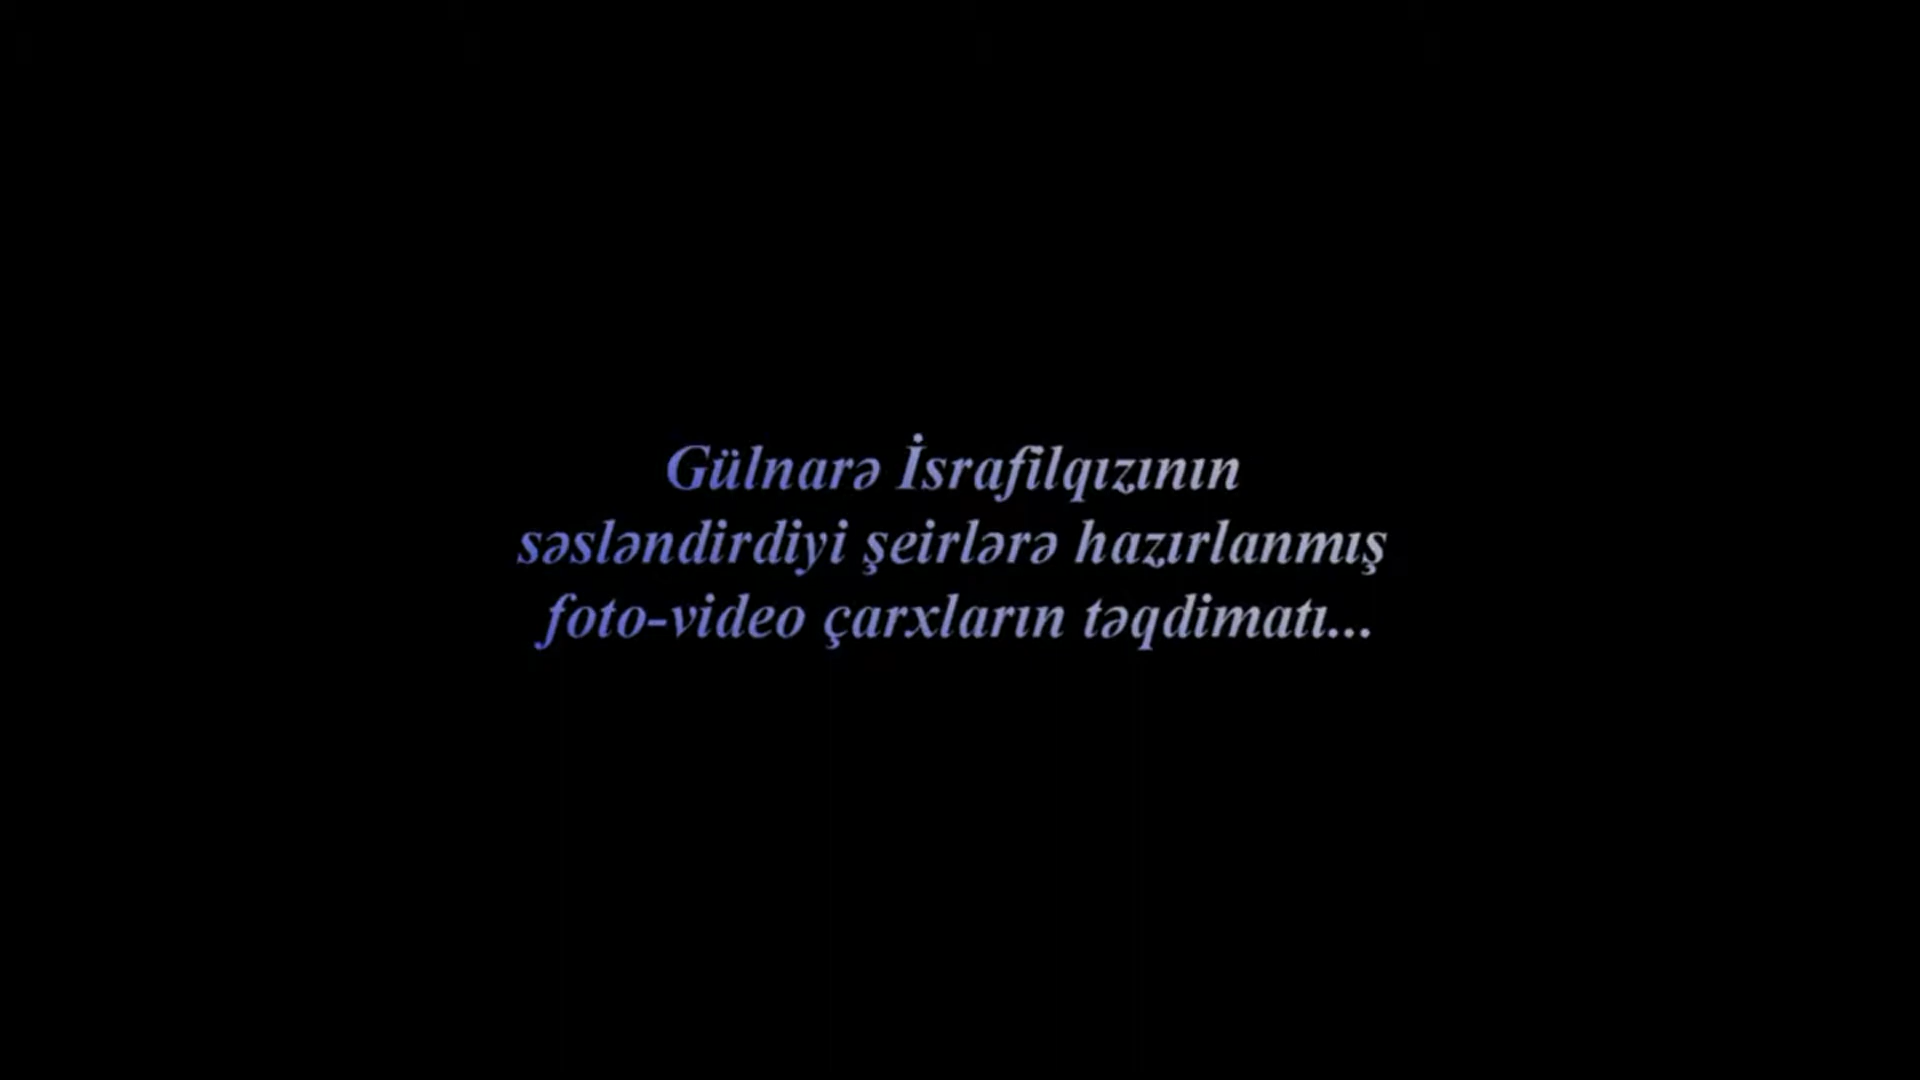 Gülnarə İsrafilqızının
səsləndirdiyi şeirlərə hazırlanmış
foto-video çarxların təqdimatı...